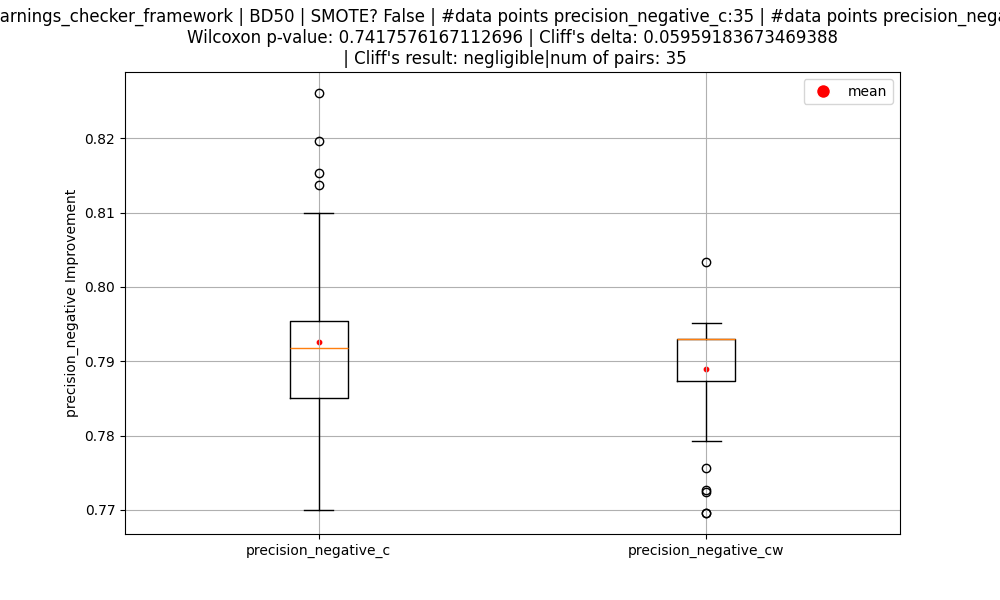 arnings_checker_framework | BD50 | SMOTE? False | #data points precision_negative_c:35 | #data points precision_nega
Wilcoxon p-value: 0.7417576167112696 | Cliff's delta: 0.05959183673469388
| Cliff's result: negligible|num of pairs: 35
mean
0.82
0.81
0.80
0.79
0.78
0.77
precision_negative Improvement
precision_negative_c
precision_negative_cw